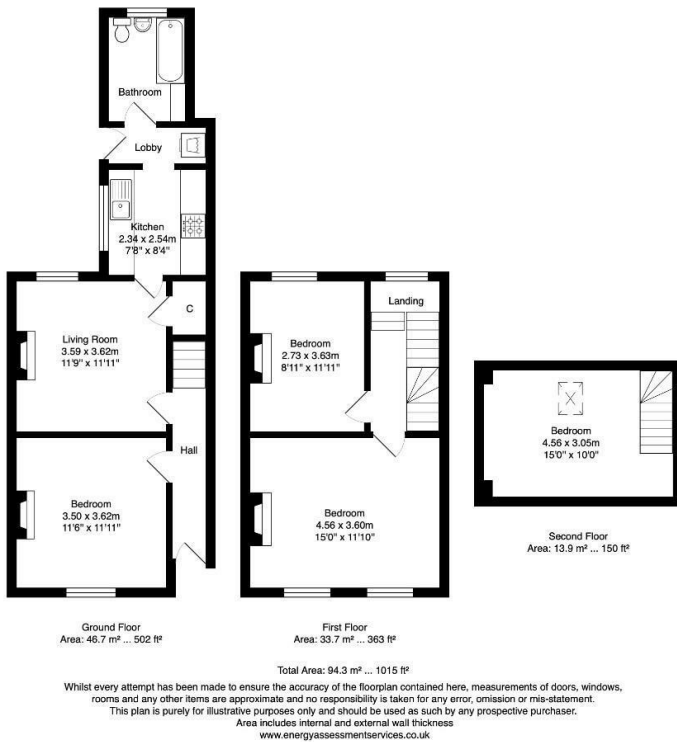 Bathroom
Lobby
Kitchen
2.34 x 2.54m
7'8" x 8'4"
C
Living Room
3.59 x 3.62m
11'9" x 11'11"
Hall
Bedroom
3.50 x 3.62m
11'6" x 11'11"
Ground Floor
Area: 46.7 m² ... 502 ft²
Landing
Bedroom
2.73 x 3.63m
8'11" x 11'11"
Bedroom
4.56 x 3.60m
15'0" x 11'10"
First Floor
Area: 33.7 m² ... 363 ft²
Bedroom
4.56 x 3.05m
15'0" x 10'0"
Second Floor
Area: 13.9 m² ... 150 ft²
Total Area: 94.3 m² ... 1015 ft²
Whilst every attempt has been made to ensure the accuracy of the floorplan contained here, measurements of doors, windows,
rooms and any other items are approximate and no responsibility is taken for any error, omission or mis-statement.
This plan is purely for illustrative purposes only and should be used as such by any prospective purchaser.
Area includes internal and external wall thickness
www.energyassessmentservices.co.uk